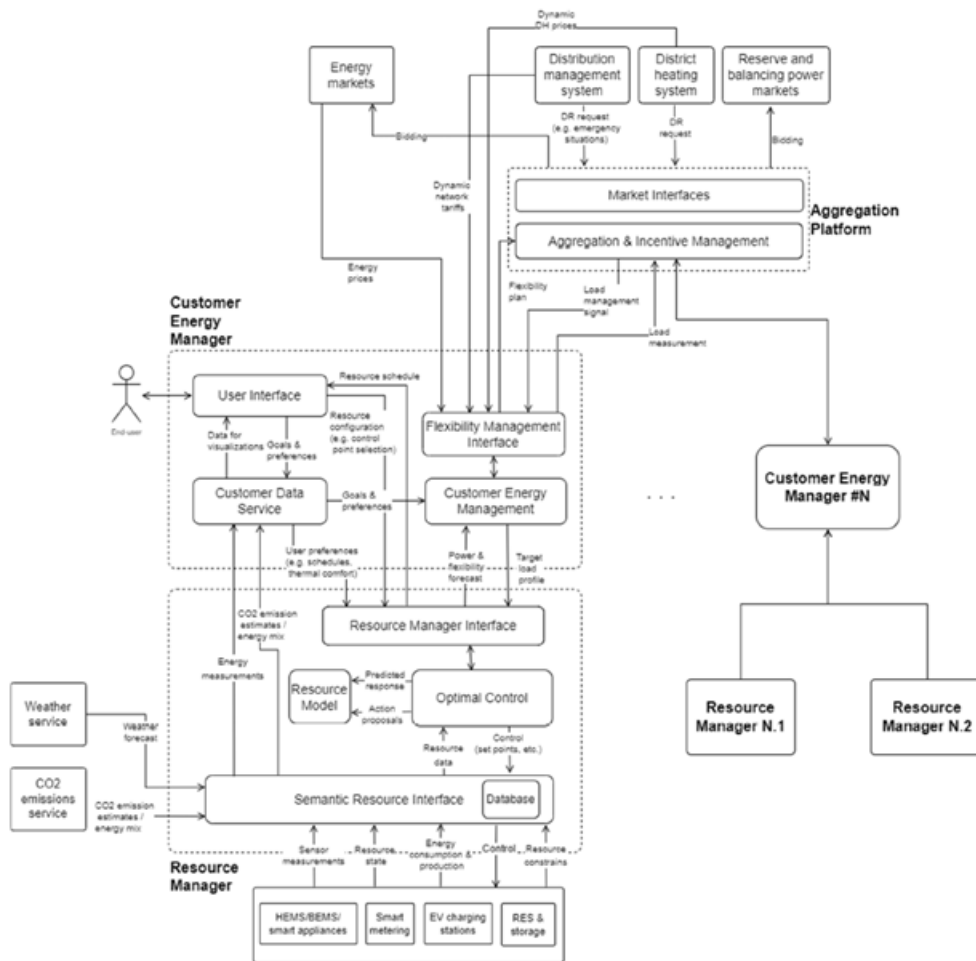 Dynamic
DH prices
Energy
markets
Distribution
management
system
District
heating
system
Reserve and
balancing power
markets
DR request
(e.g. emergency
situations)
DR
request
Bidding
Bidding
Dynamic
network
tariffs
Market Interfaces
Aggregation & Incentive Management
Aggregation
Platform
Energy
prices
Flexibility
plan
Load
management
signal
Load
measurement
Customer
Energy
Manager
Resource schedule
User Interface
End-user
Resource
configuration
(e.g. control
point selection)
Data for
visualizations
Goals &
preferences
Flexibility Management
Interface
Customer Data
Service
Goals &
preferences
Customer Energy
Management
. . .
Customer Energy
Manager #N
User preferences
(e.g. schedules,
thermal comfort)
Power &
flexibility
forecast
Target
load
profile
CO2 emission
estimates /
energy mix
Energy
measurements
Resource Manager Interface
Resource
Model
Predicted
response
Action
proposals
Optimal Control
Resource
Manager N.1
Resource
Manager N.2
Weather
service
Weather
forecast
Resource
data
Control
(set points, etc.)
CO2
emissions
service
CO2 emission
estimates /
energy mix
Semantic Resource Interface
Database
Sensor
measurements
Resource
state
Energy
consumption &
production
Control
Resource
constrains
Resource
Manager
HEMS/BEMS/
smart appliances
Smart
metering
EV charging
stations
RES &
storage